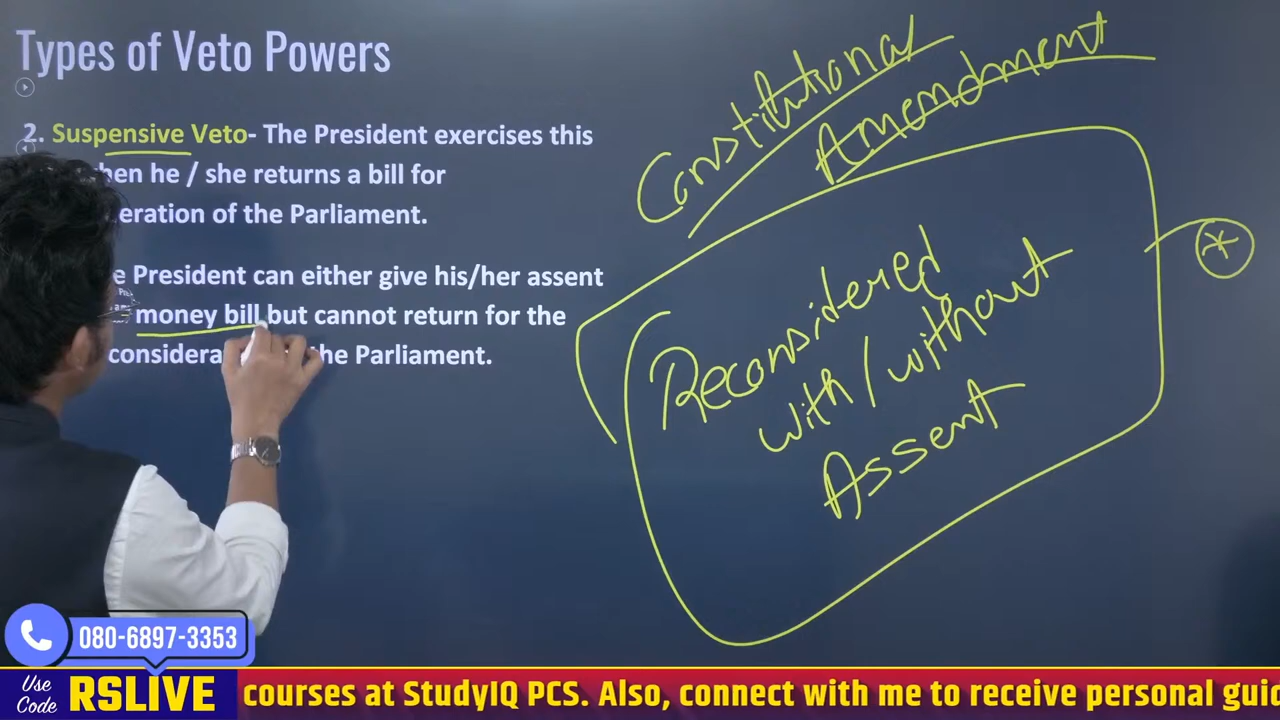 Types of Veto Powers
2. Suspensive Veto- The President exercises this
when he / she returns a bill for
eration of the Parliament.
President can either give his/her assent
money bill but cannot return for the
considera the Parliament.
Constitutional
Amendment
Reconsidered
with/without
Assent
*
080-6897-3353
Use
Code
RSLIVE
courses at StudyIQ PCS. Also, connect with me to receive personal guid